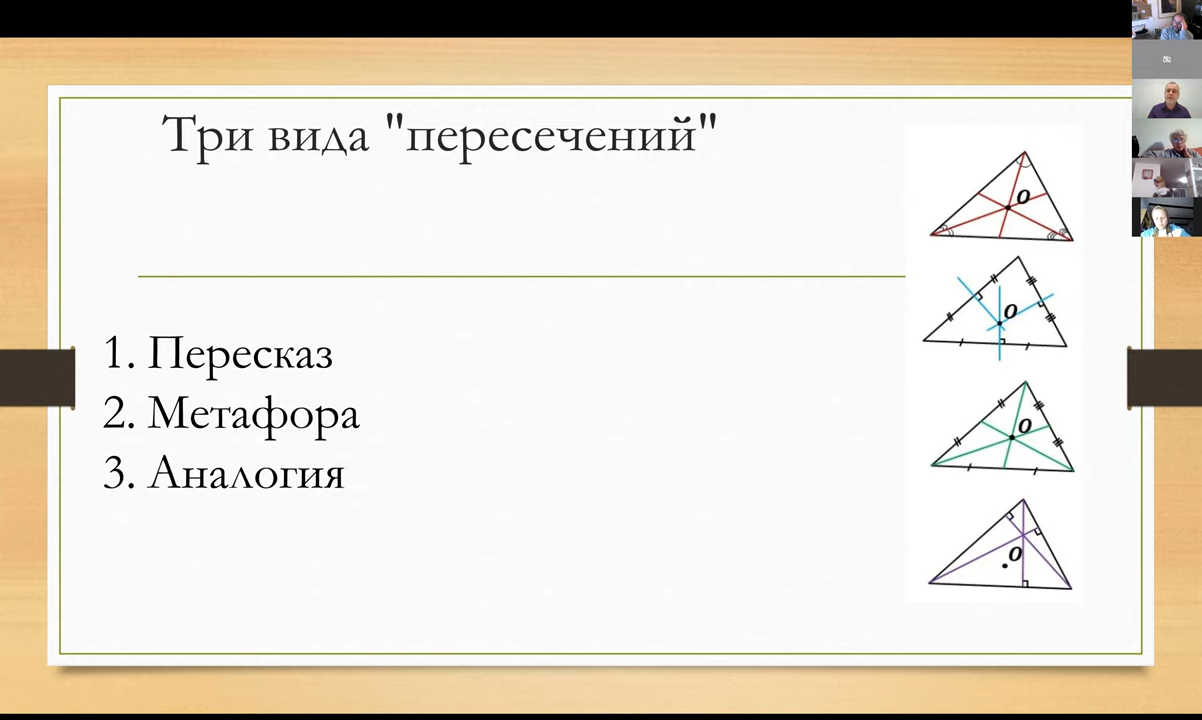 Три вида "пересечений"
1. Пересказ
2. Метафора
3. Аналогия
O
O
O
O